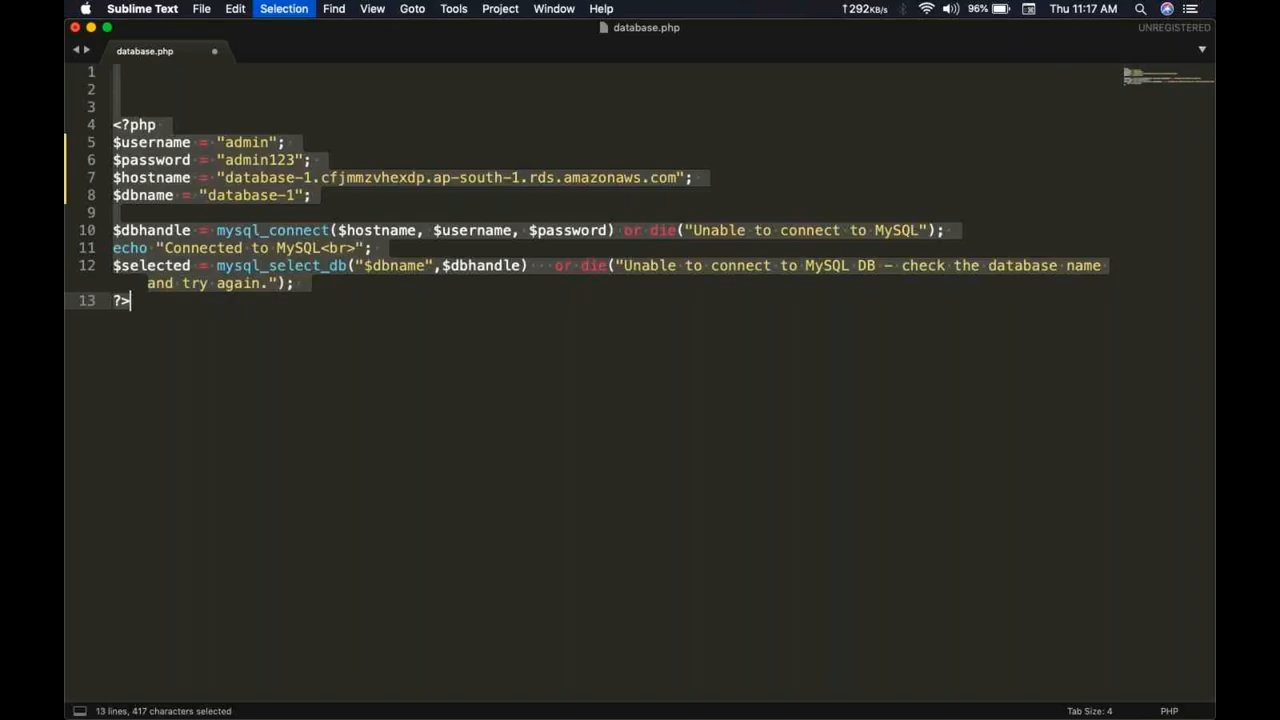 Sublime Text File Edit Selection Find View Goto Tools Project Window Help ↑292KB/s 96% Thu 11:17 AM
database.php UNREGISTERED
database.php
1
2
3
4 <?php
5 $username = "admin";
6 $password = "admin123";
7 $hostname = "database-1.cfjmmzvhexdp.ap-south-1.rds.amazonaws.com";
8 $dbname = "database-1";
9
10 $dbhandle = mysql_connect($hostname, $username, $password) or die("Unable to connect to MySQL");
11 echo "Connected to MySQL<br>";
12 $selected = mysql_select_db("$dbname",$dbhandle)   or die("Unable to connect to MySQL DB - check the database name
and try again.");
13 ?>
13 lines, 417 characters selected Tab Size: 4 PHP